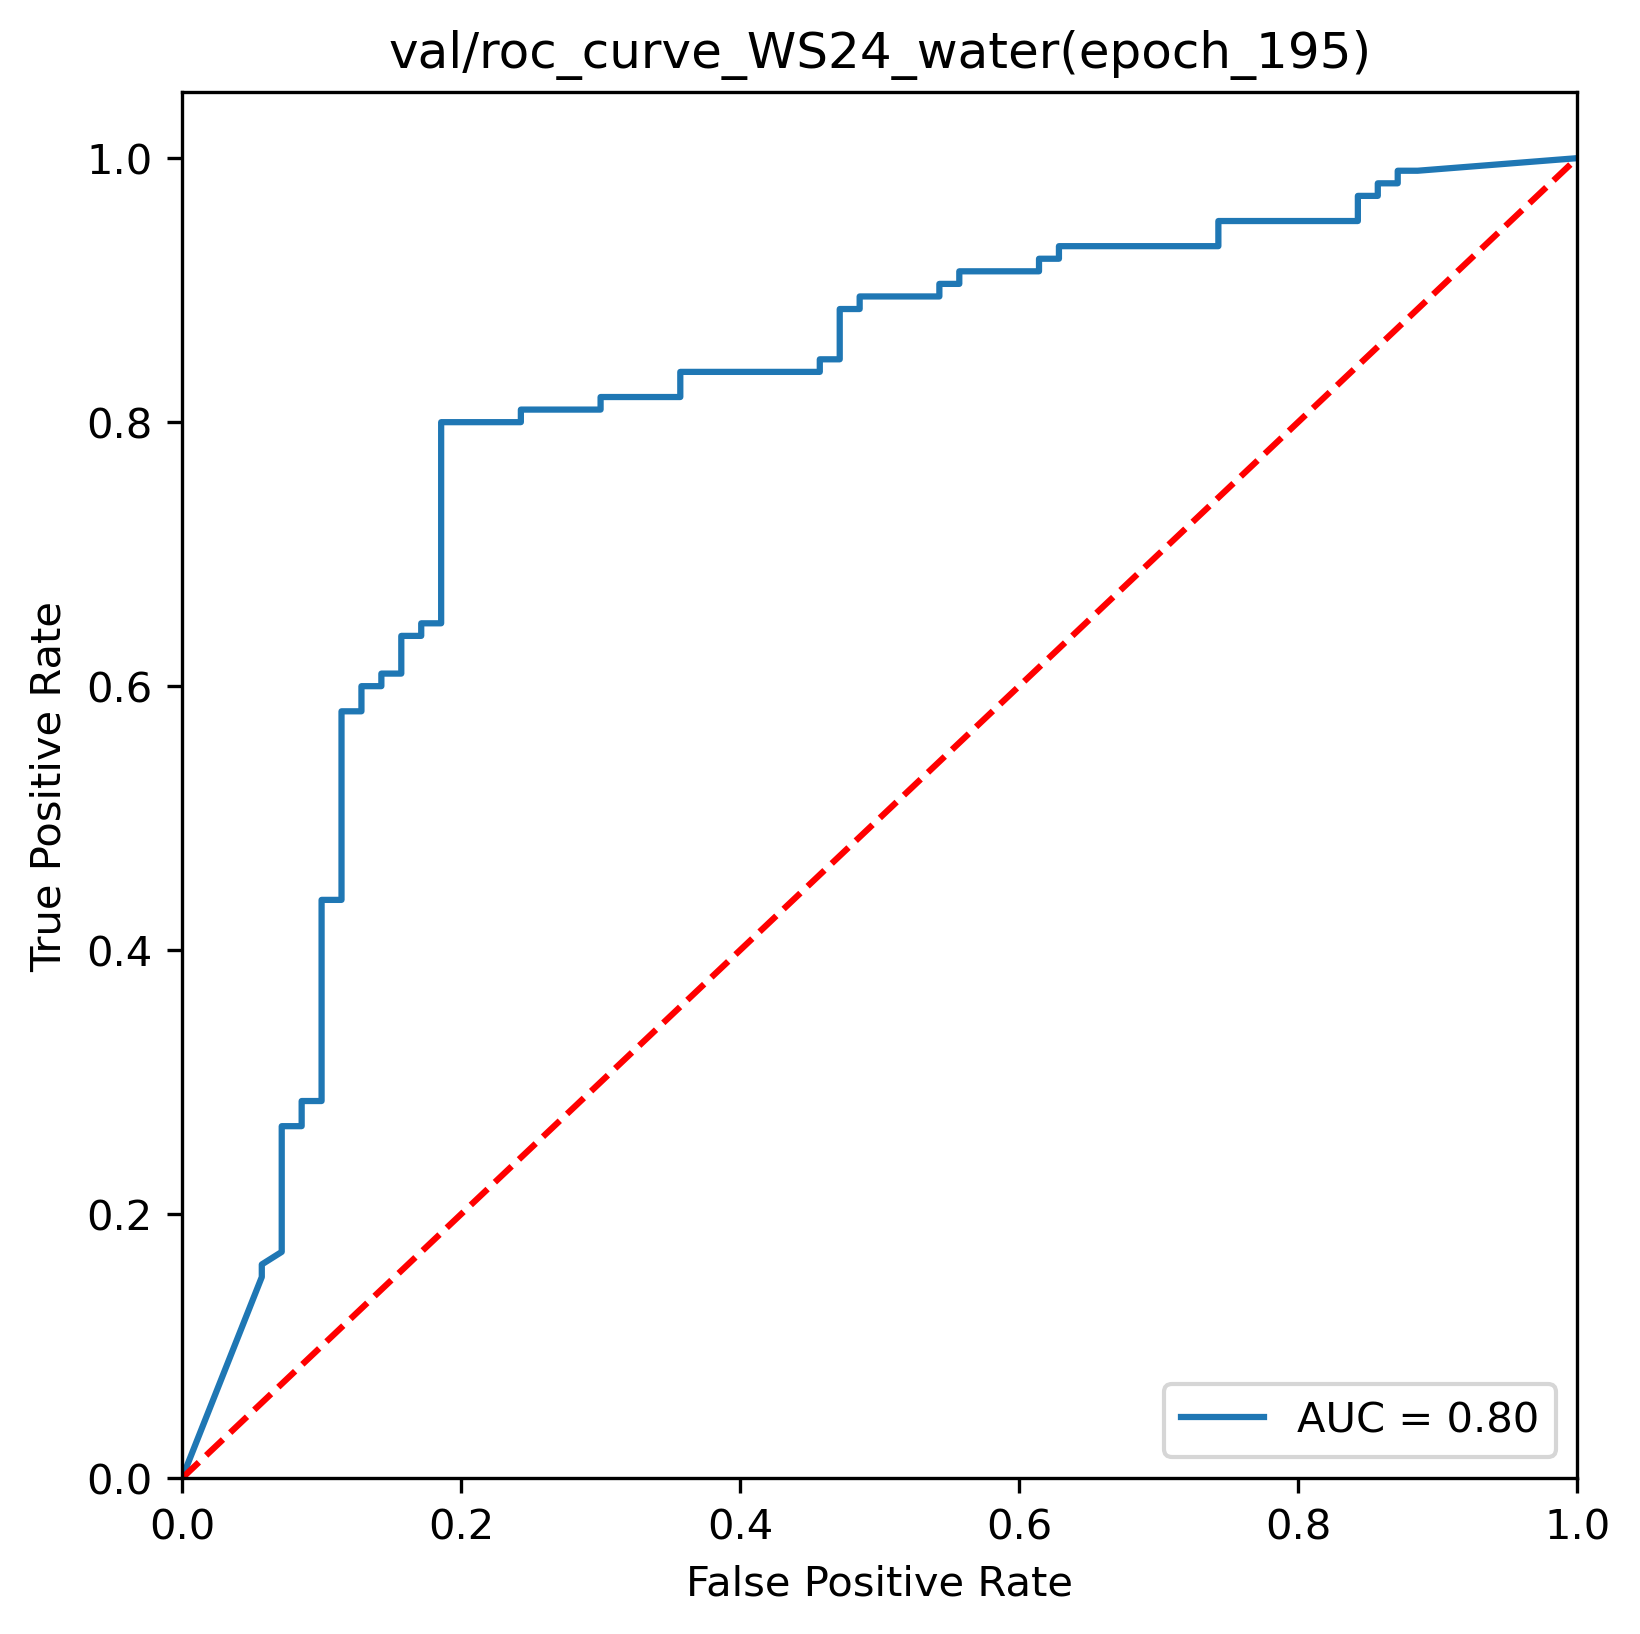 val/roc_curve_WS24_water(epoch_195)
1.0
0.8
0.6
0.4
0.2
0.0
True Positive Rate
0.0 0.2 0.4 0.6 0.8 1.0
False Positive Rate
AUC = 0.80